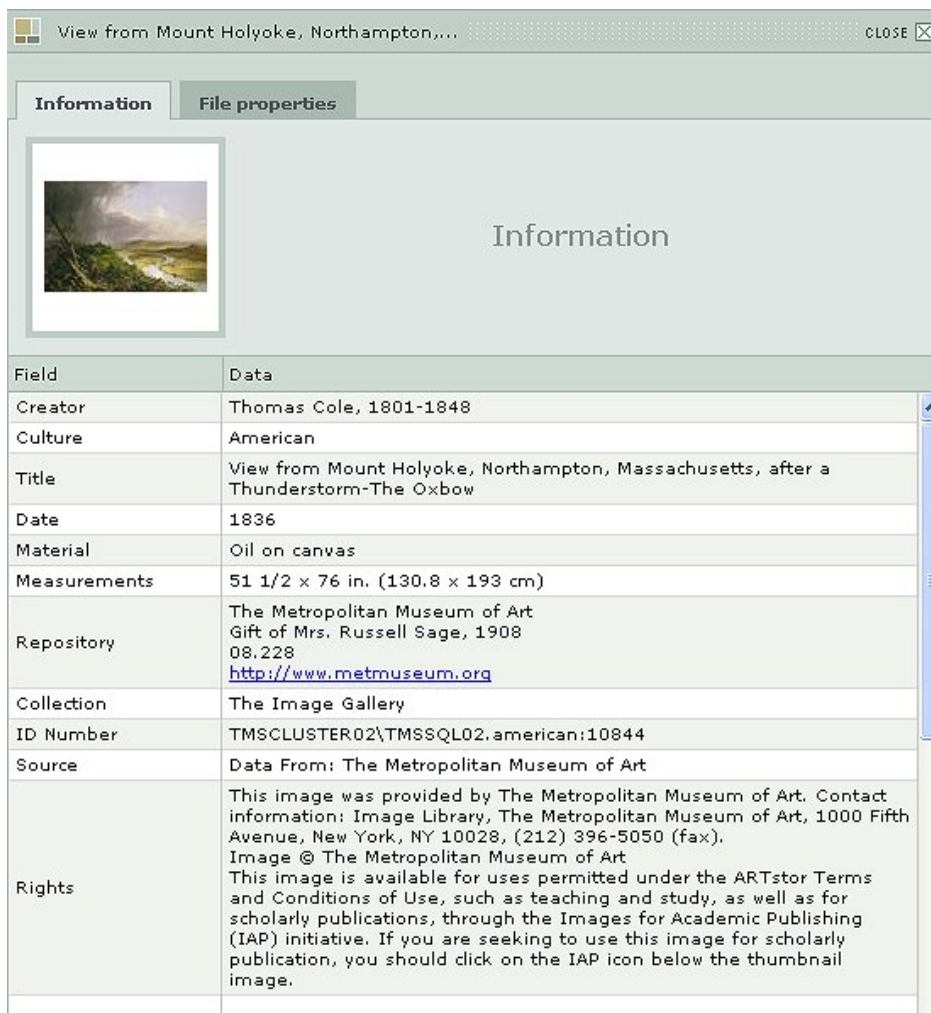 View from Mount Holyoke, Northampton,...
CLOSE
Information
File properties
Information
Field Data
Creator Thomas Cole, 1801-1848
Culture American
Title View from Mount Holyoke, Northampton, Massachusetts, after a
Thunderstorm-The Oxbow
Date 1836
Material Oil on canvas
Measurements 51 1/2 x 76 in. (130.8 x 193 cm)
Repository The Metropolitan Museum of Art
Gift of Mrs. Russell Sage, 1908
08.228
http://www.metmuseum.org
Collection The Image Gallery
ID Number TMSCLUSTER02\TMSSQL02.american:10844
Source Data From: The Metropolitan Museum of Art
Rights This image was provided by The Metropolitan Museum of Art. Contact
information: Image Library, The Metropolitan Museum of Art, 1000 Fifth
Avenue, New York, NY 10028, (212) 396-5050 (fax).
Image © The Metropolitan Museum of Art
This image is available for uses permitted under the ARTstor Terms
and Conditions of Use, such as teaching and study, as well as for
scholarly publications, through the Images for Academic Publishing
(IAP) initiative. If you are seeking to use this image for scholarly
publication, you should click on the IAP icon below the thumbnail
image.